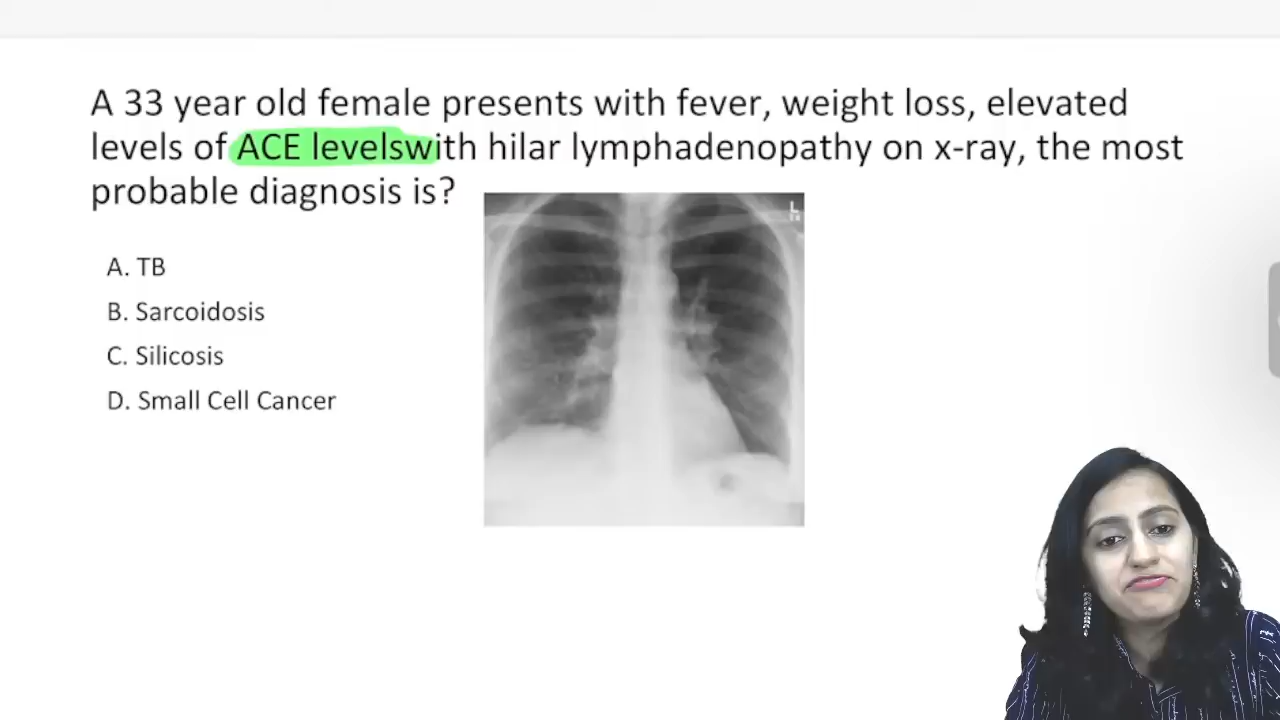 A 33 year old female presents with fever, weight loss, elevated
levels of ACE levelswith hilar lymphadenopathy on x-ray, the most
probable diagnosis is?
L
A. TB
B. Sarcoidosis
C. Silicosis
D. Small Cell Cancer